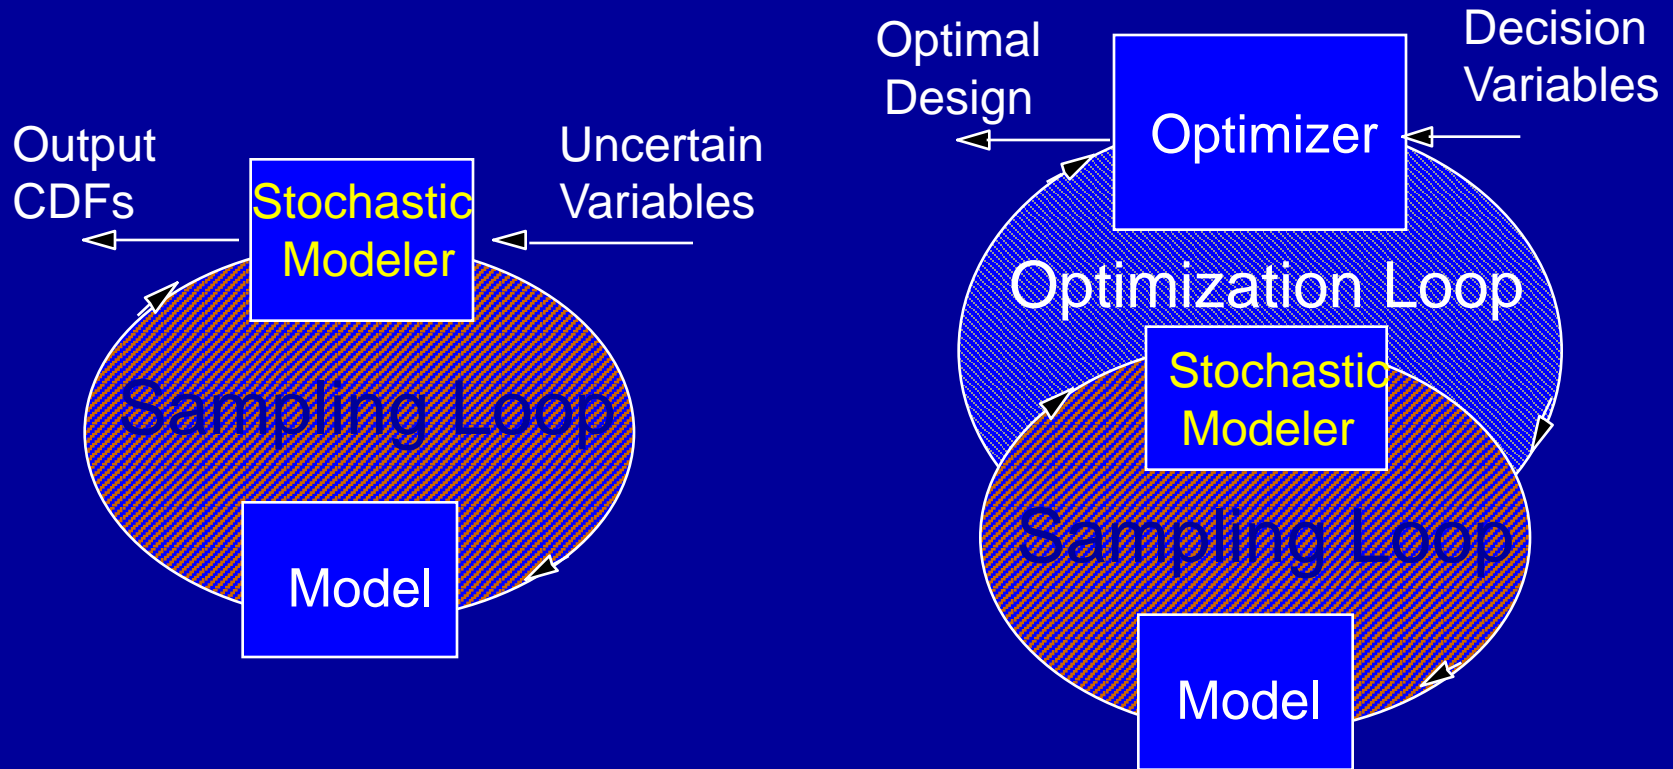 Output
CDFs
Uncertain
Variables
Stochastic
Modeler
Sampling Loop
Model
Optimal
Design
Decision
Variables
Optimizer
Optimization Loop
Stochastic
Modeler
Sampling Loop
Model